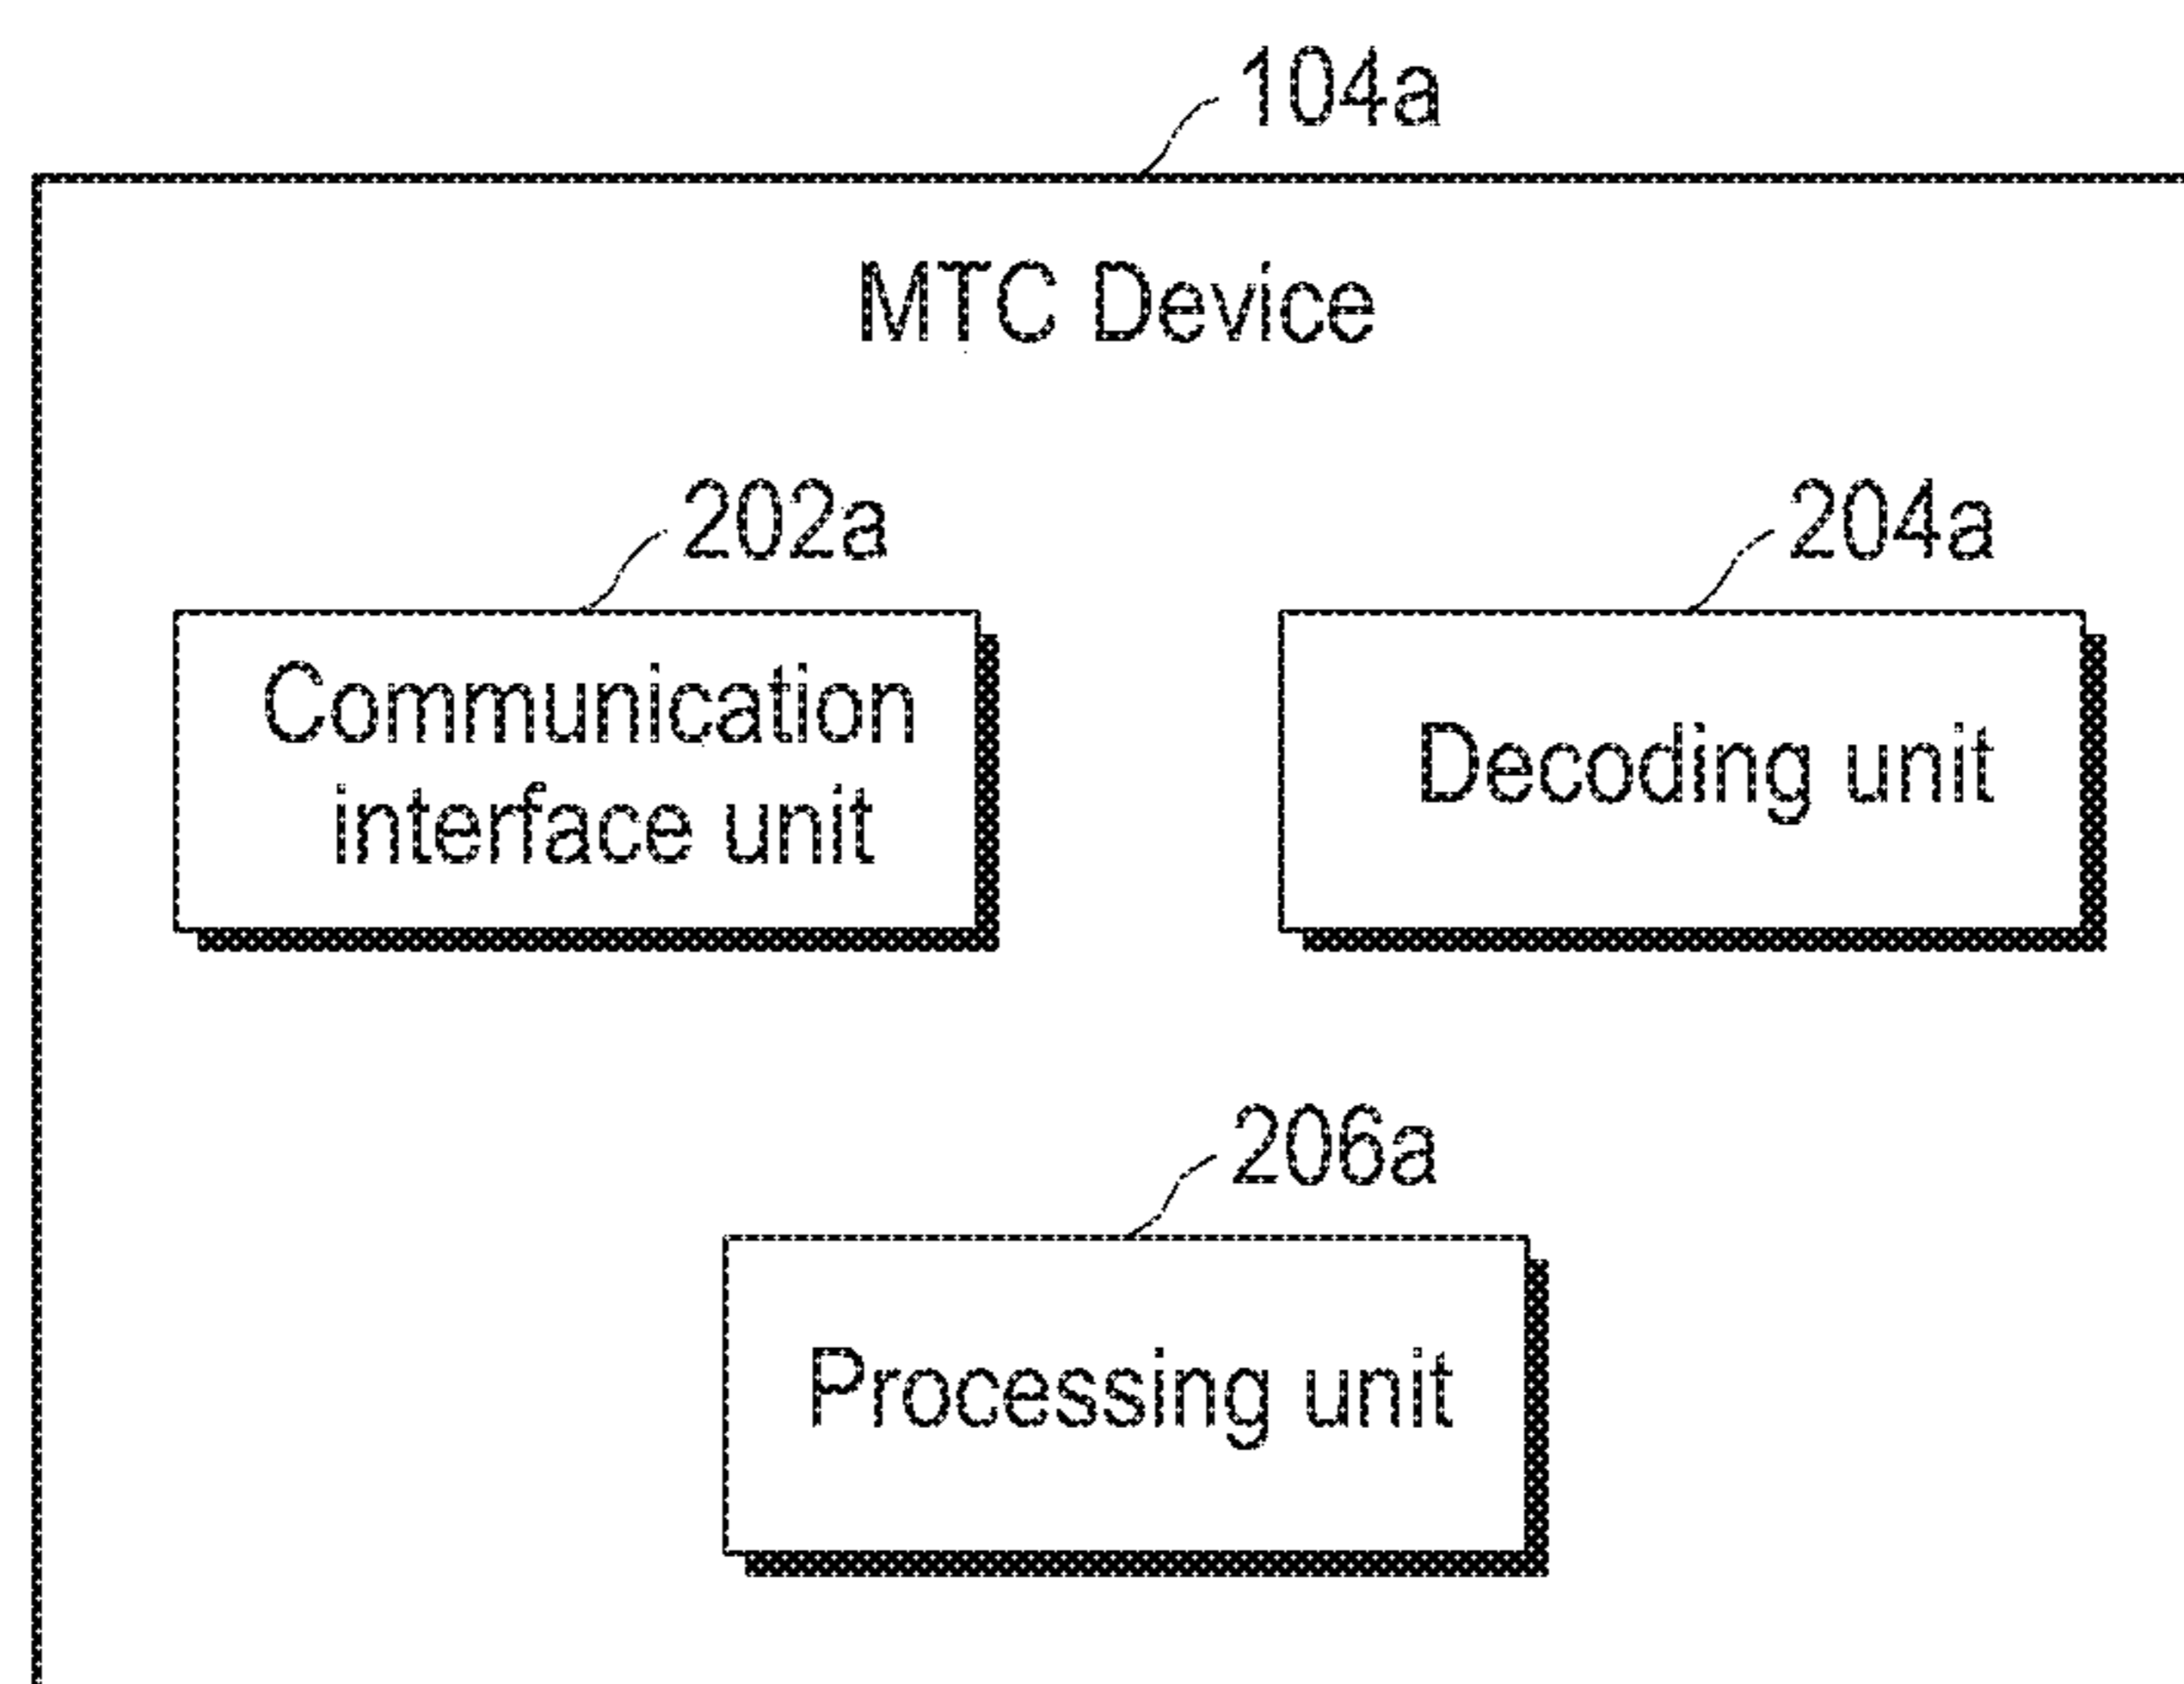 104a
MTC Device
202a
204a
Communication
interface unit
Decoding unit
206a
Processing unit